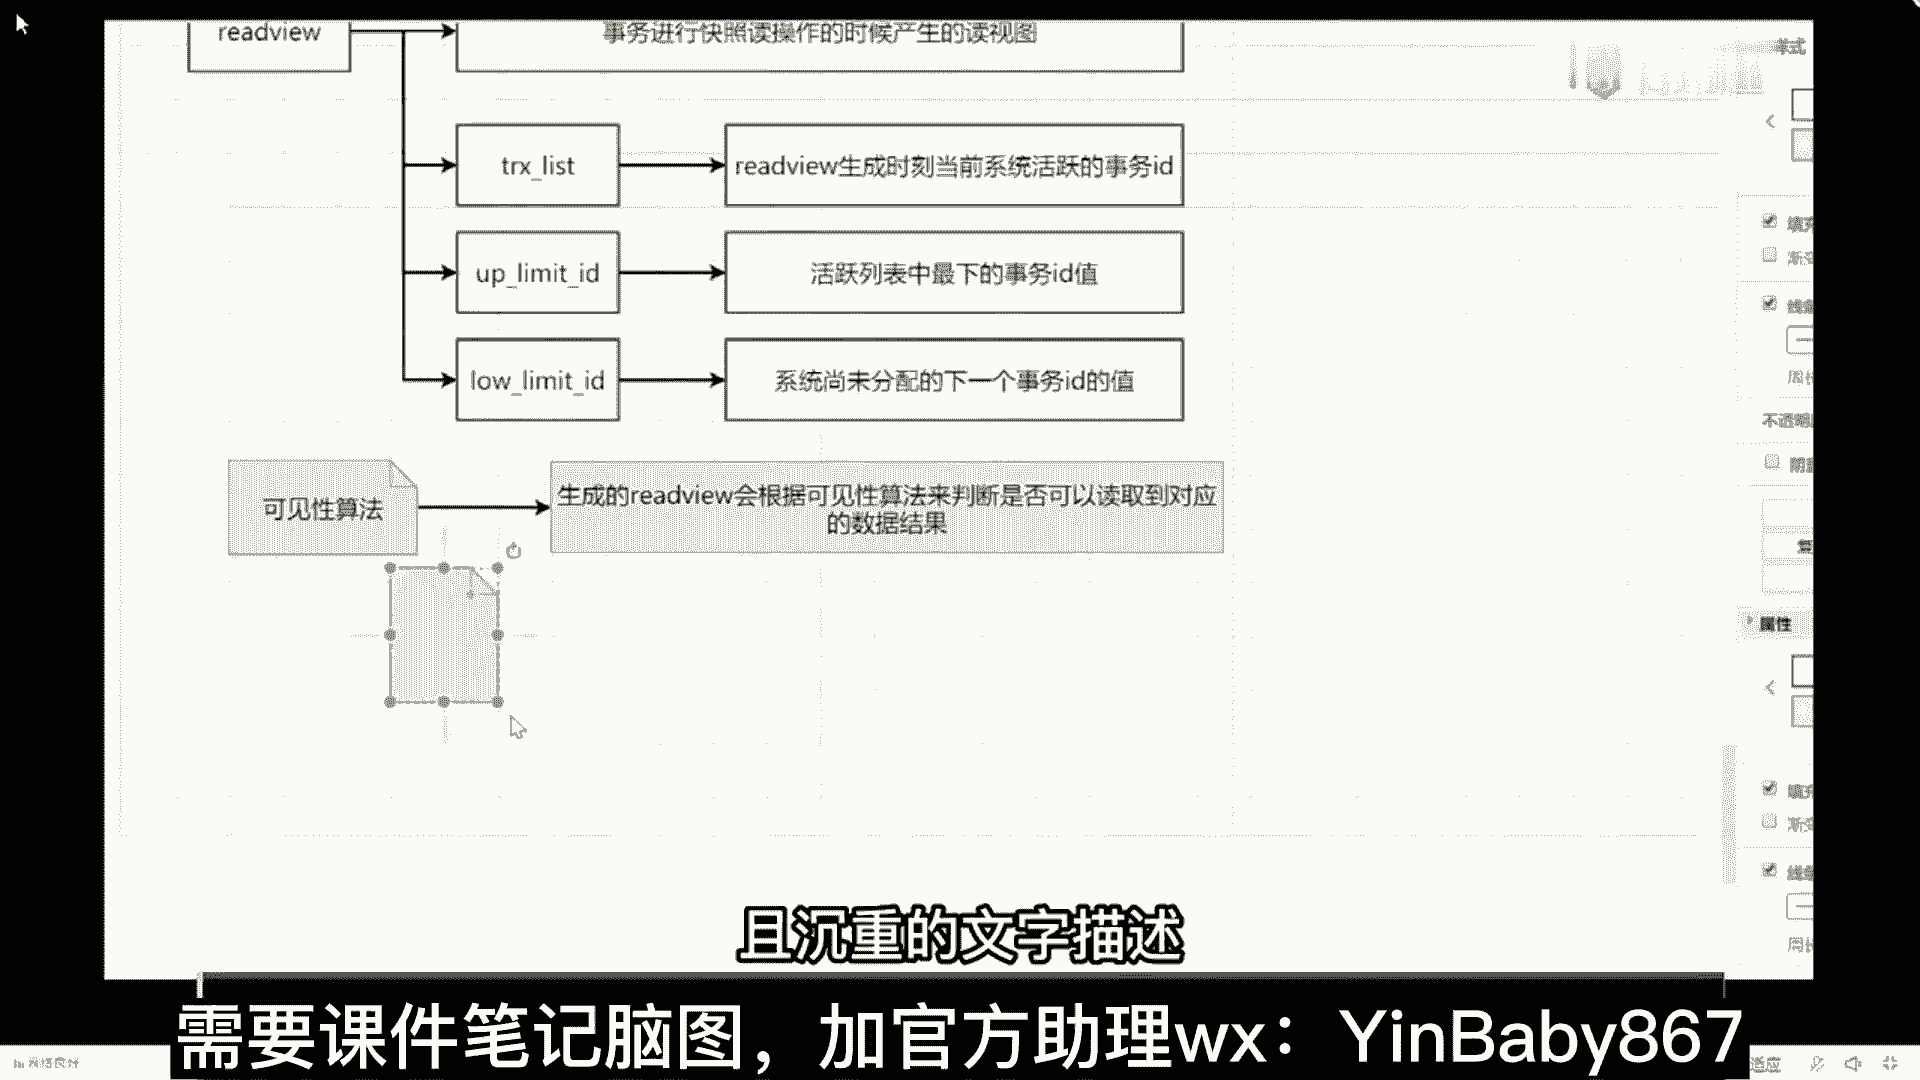 readview
事务进行快照读操作的时候产生的读视图
trx_list
readview生成时刻当前系统活跃的事务id
up_limit_id
活跃列表中最下的事务id值
low_limit_id
系统尚未分配的下一个事务id的值
可见性算法
生成的readview会根据可见性算法来判断是否可以读取到对应
的数据结果
属性
且沉重的文字描述
需要课件笔记脑图，加官方助理wx：YinBaby867
适应